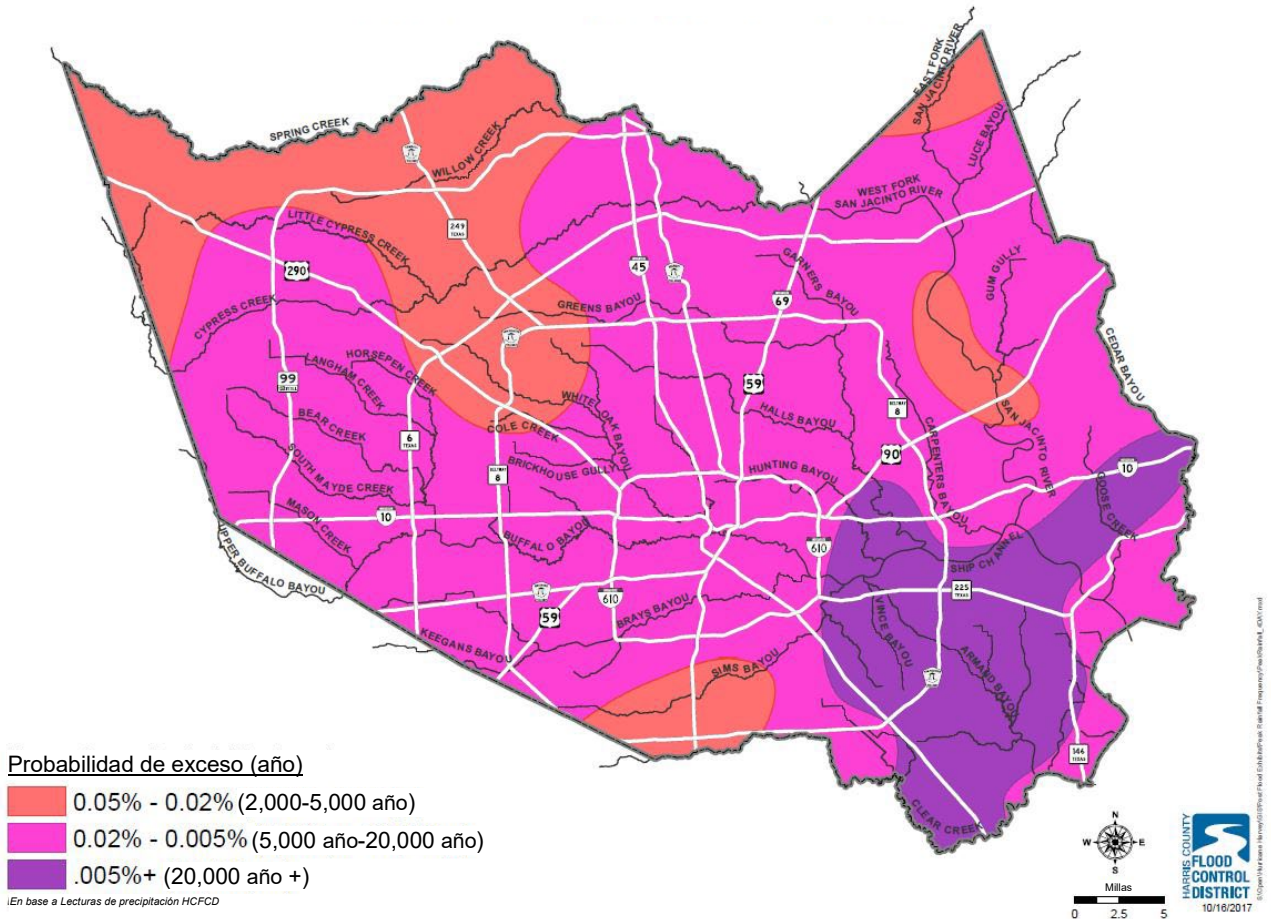 EAST FORK
SAN JACINTO RIVER
SPRING CREEK
WILLOW CREEK
LUCE BAYOU
WEST FORK
SAN JACINTO RIVER
LITTLE CYPRESS CREEK
249
TEXAS
290
45
GARNERS BAYOU
GUM GULLY
69
CYPRESS CREEK
GREENS BAYOU
CEDAR BAYOU
HORSEPEN CREEK
LANGHAM CREEK
99
59
WHITE OAK BAYOU
HALLS BAYOU
BELTWAY
8
SAN JACINTO RIVER
BEAR CREEK
6
TEXAS
COLE CREEK
CARPENTERS BAYOU
90
SOUTH MAYDE CREEK
BRICKHOUSE GULLY
8
HUNTING BAYOU
10
GOOSE CREEK
MASON CREEK
10
BUFFALO BAYOU
610
SHIP CHANNEL
UPPER BUFFALO BAYOU
225
TEXAS
59
610
BRAYS BAYOU
VINCE BAYOU
KEEGANS BAYOU
SIMS BAYOU
ARMAND BAYOU
146
TEXAS
CLEAR CREEK
Probabilidad de exceso (año)
0.05% - 0.02% (2,000-5,000 año)
0.02% - 0.005% (5,000 año-20,000 año)
.005%+ (20,000 año +)
¡En base a Lecturas de precipitación HCFCD
N
W E
S
Millas
0 2.5 5
HARRIS COUNTY
FLOOD
CONTROL
DISTRICT
10/16/2017